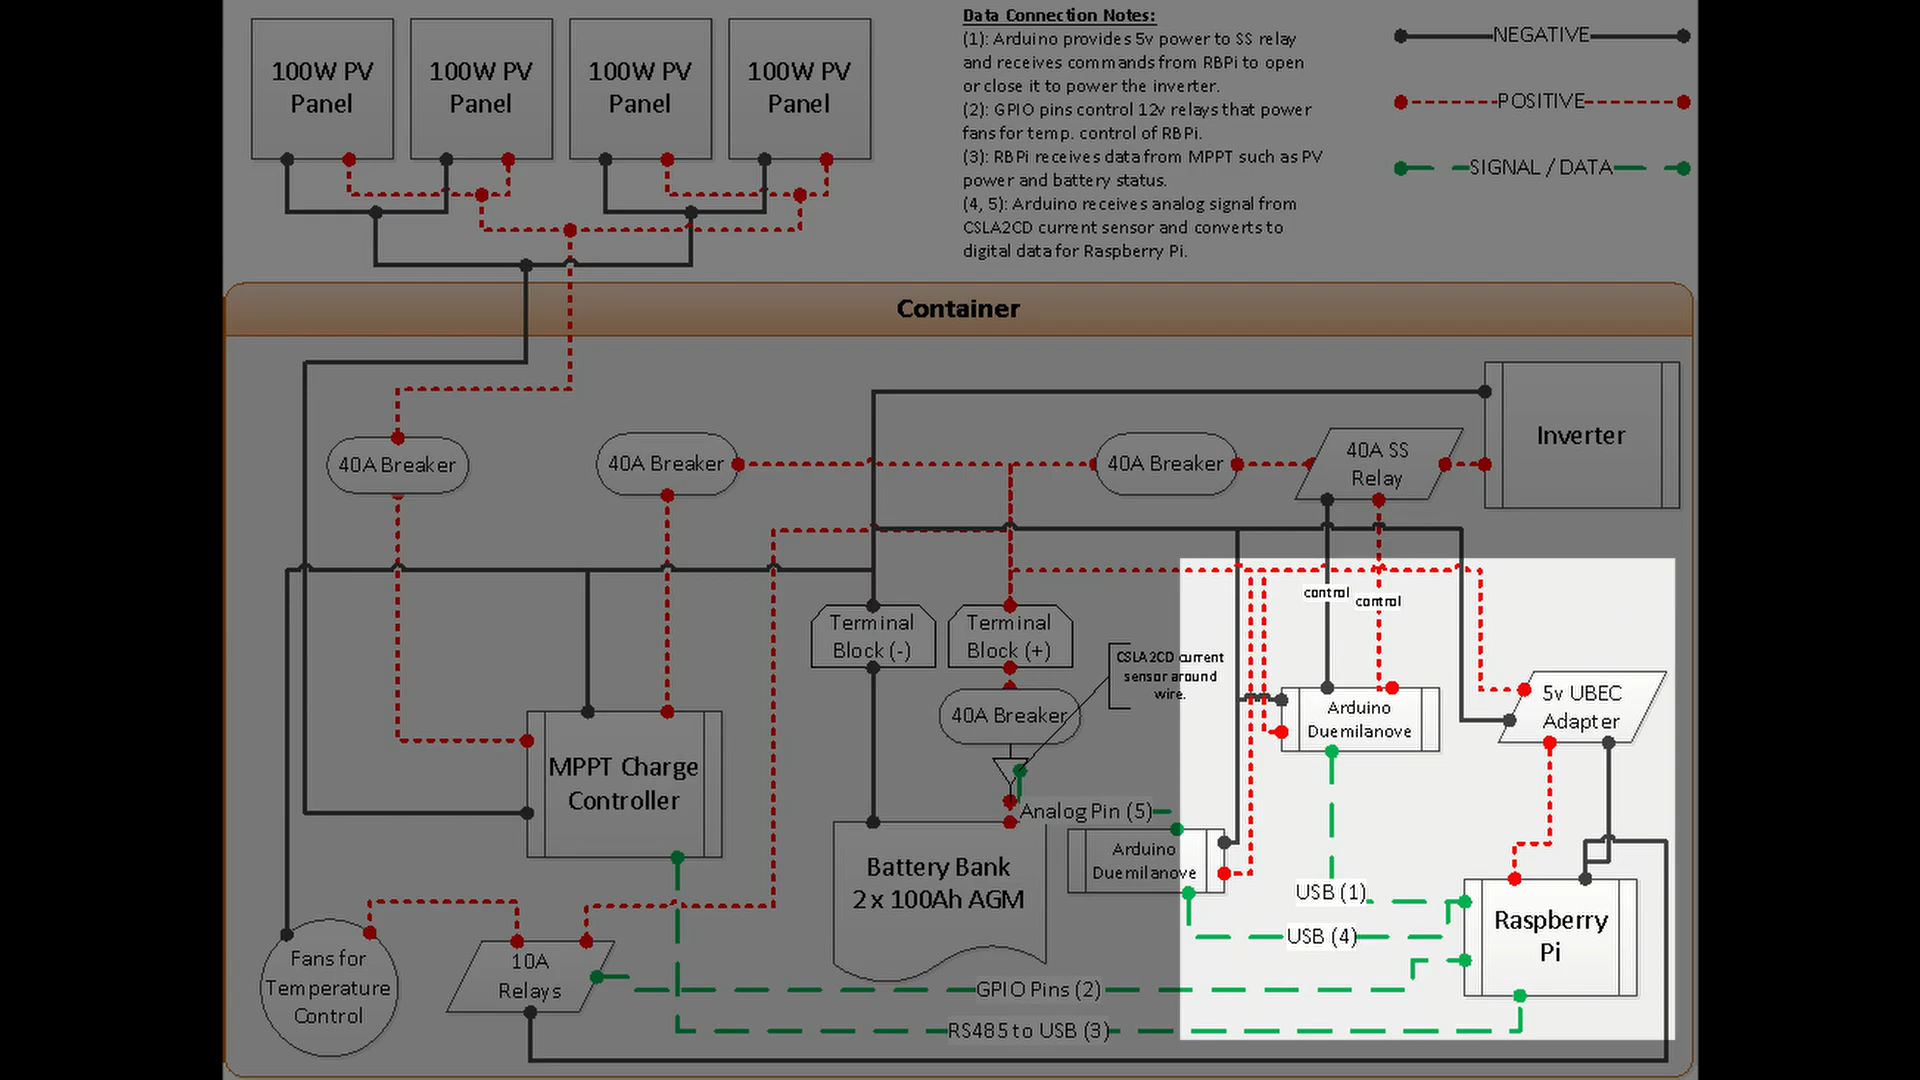 100W PV
Panel
100W PV
Panel
100W PV
Panel
100W PV
Panel
Data Connection Notes:
(1): Arduino provides 5v power to SS relay
and receives commands from RBPi to open
or close it to power the inverter.
(2): GPIO pins control 12v relays that power
fans for temp. control of RBPi.
(3): RBPi receives data from MPPT such as PV
power and battery status.
(4, 5): Arduino receives analog signal from
CSLA2CD current sensor and converts to
digital data for Raspberry Pi.
NEGATIVE
POSITIVE
SIGNAL / DATA
Container
40A Breaker
40A Breaker
40A Breaker
40A SS
Relay
Inverter
control
control
Terminal
Block (-)
Terminal
Block (+)
CSLA2CD current
sensor around
wire.
40A Breaker
Arduino
Duemilanove
5v UBEC
Adapter
MPPT Charge
Controller
Analog Pin (5)
Battery Bank
2 x 100Ah AGM
Arduino
Duemilanove
USB (1)
USB (4)
Raspberry
Pi
Fans for
Temperature
Control
10A
Relays
GPIO Pins (2)
RS485 to USB (3)